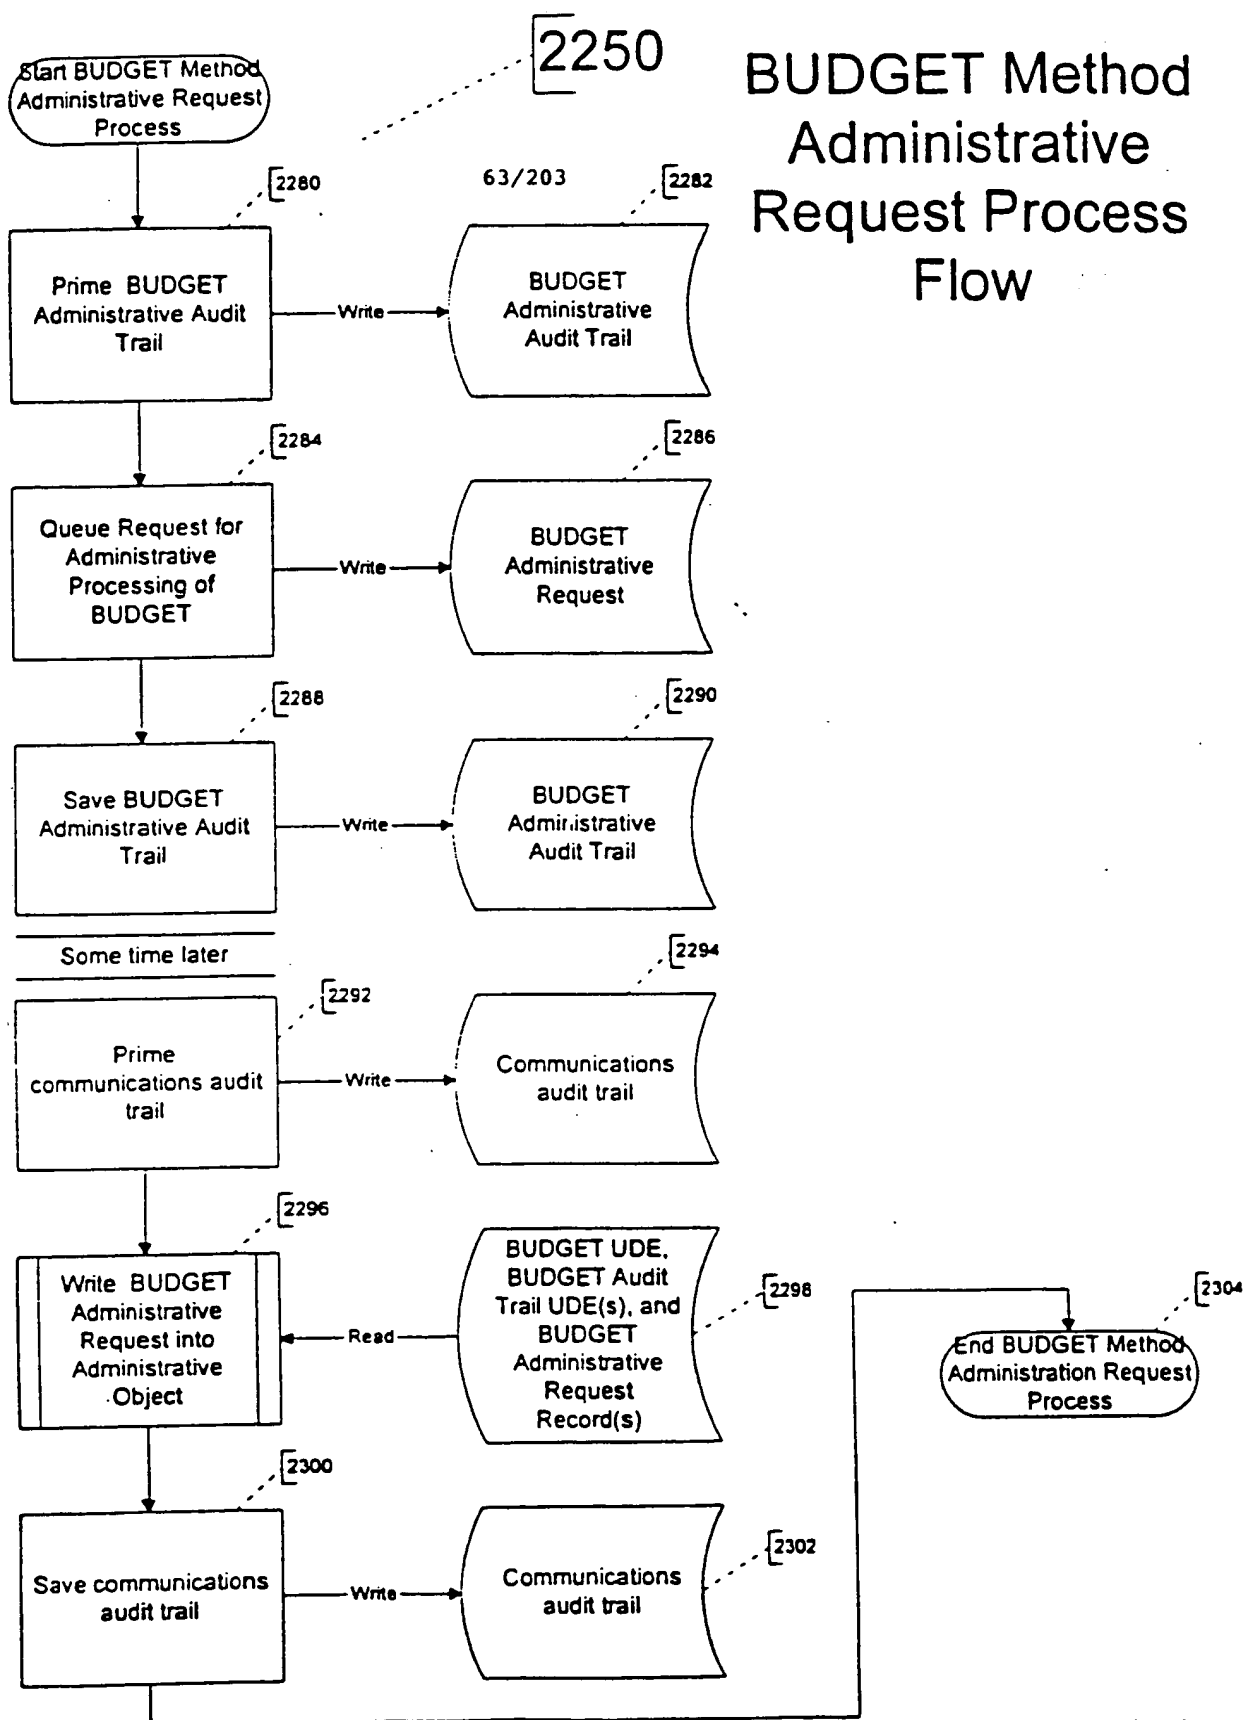 2250
BUDGET Method
Administrative
Request Process
Flow
Start BUDGET Method
Administrative Request
Process
63/203
2280
Prime BUDGET
Administrative Audit
Trail
Write
2282
BUDGET
Administrative
Audit Trail
2284
Queue Request for
Administrative
Processing of
BUDGET
Write
2286
BUDGET
Administrative
Request
2288
Save BUDGET
Administrative Audit
Trail
Write
2290
BUDGET
Administrative
Audit Trail
Some time later
2292
Prime
communications audit
trail
Write
2294
Communications
audit trail
2296
Write BUDGET
Administrative
Request into
Administrative
Object
Read
BUDGET UDE,
BUDGET Audit
Trail UDE(s), and
BUDGET
Administrative
Request
Record(s)
2298
2300
Save communications
audit trail
Write
Communications
audit trail
2302
2304
End BUDGET Method
Administration Request
Process